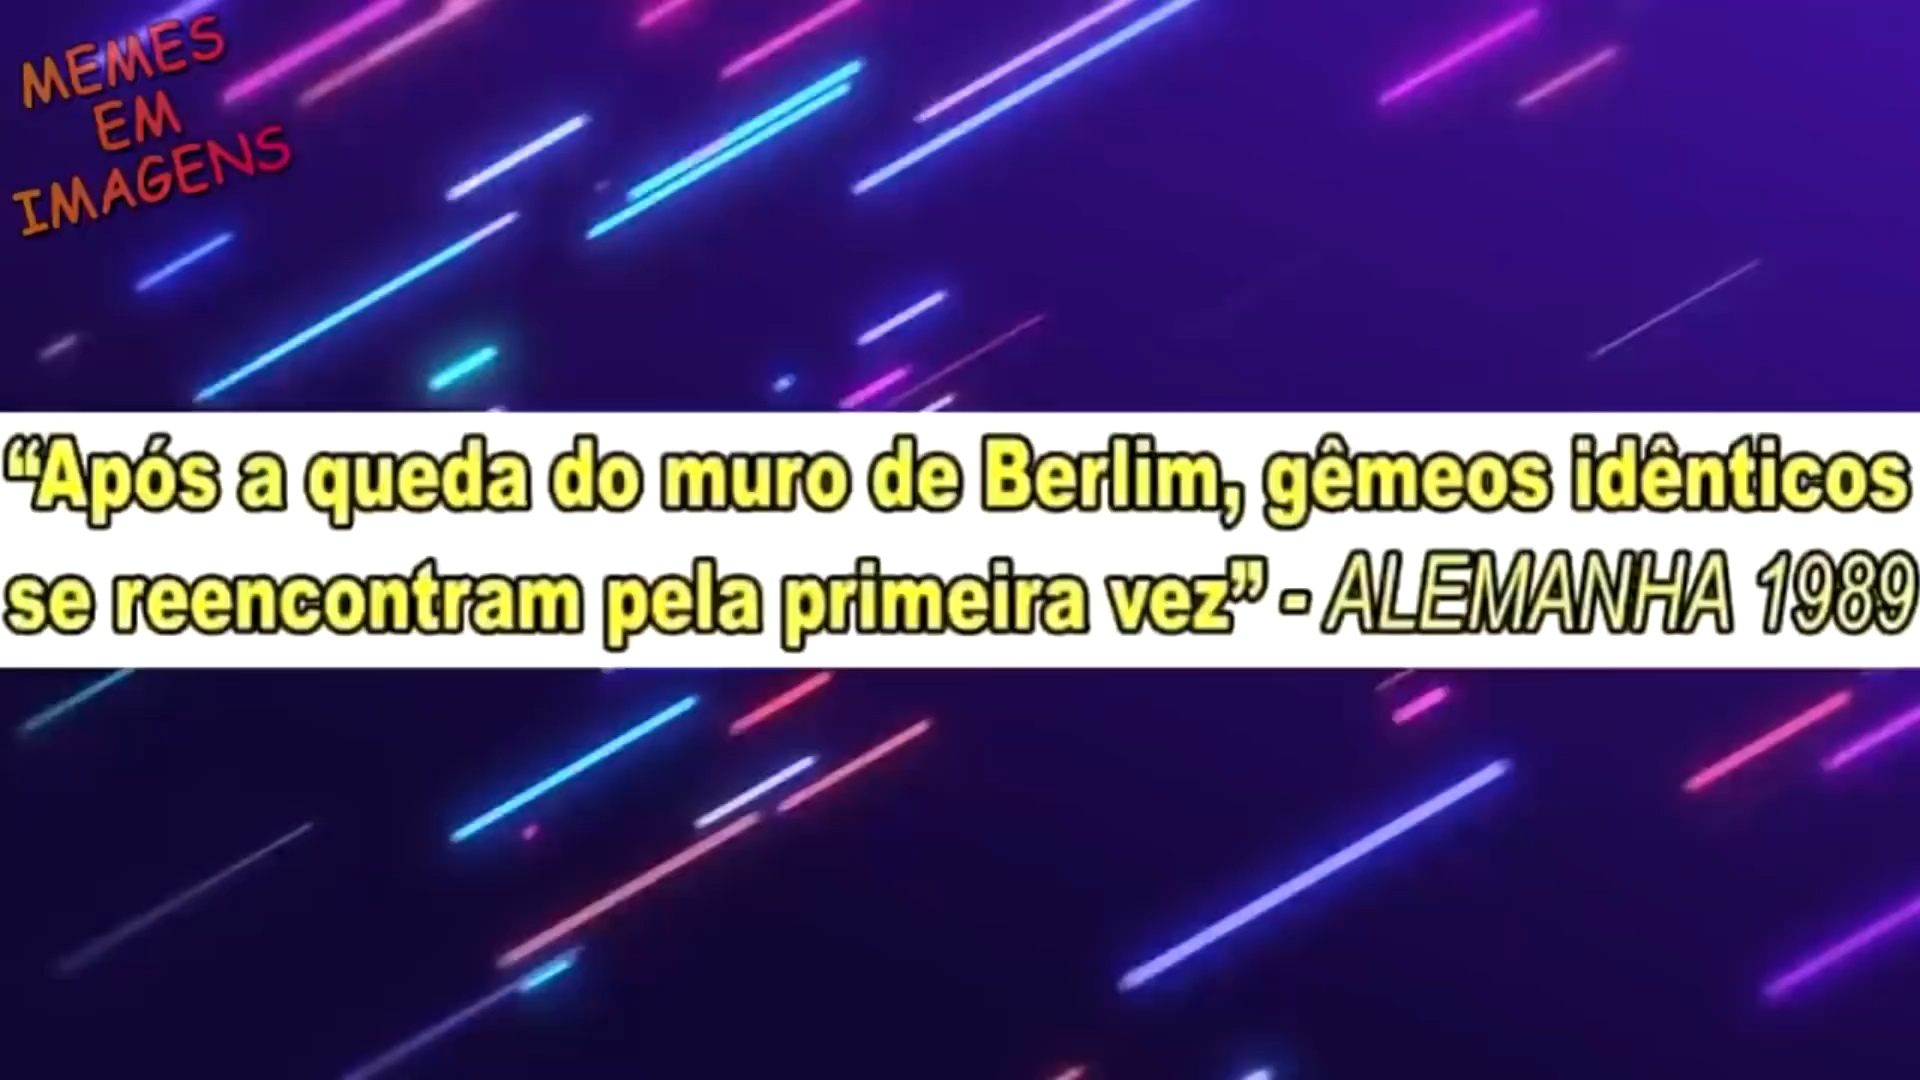 MEMES
EM
IMAGENS
“Após a queda do muro de Berlim, gêmeos idênticos
se reencontram pela primeira vez” - ALEMANHA 1989